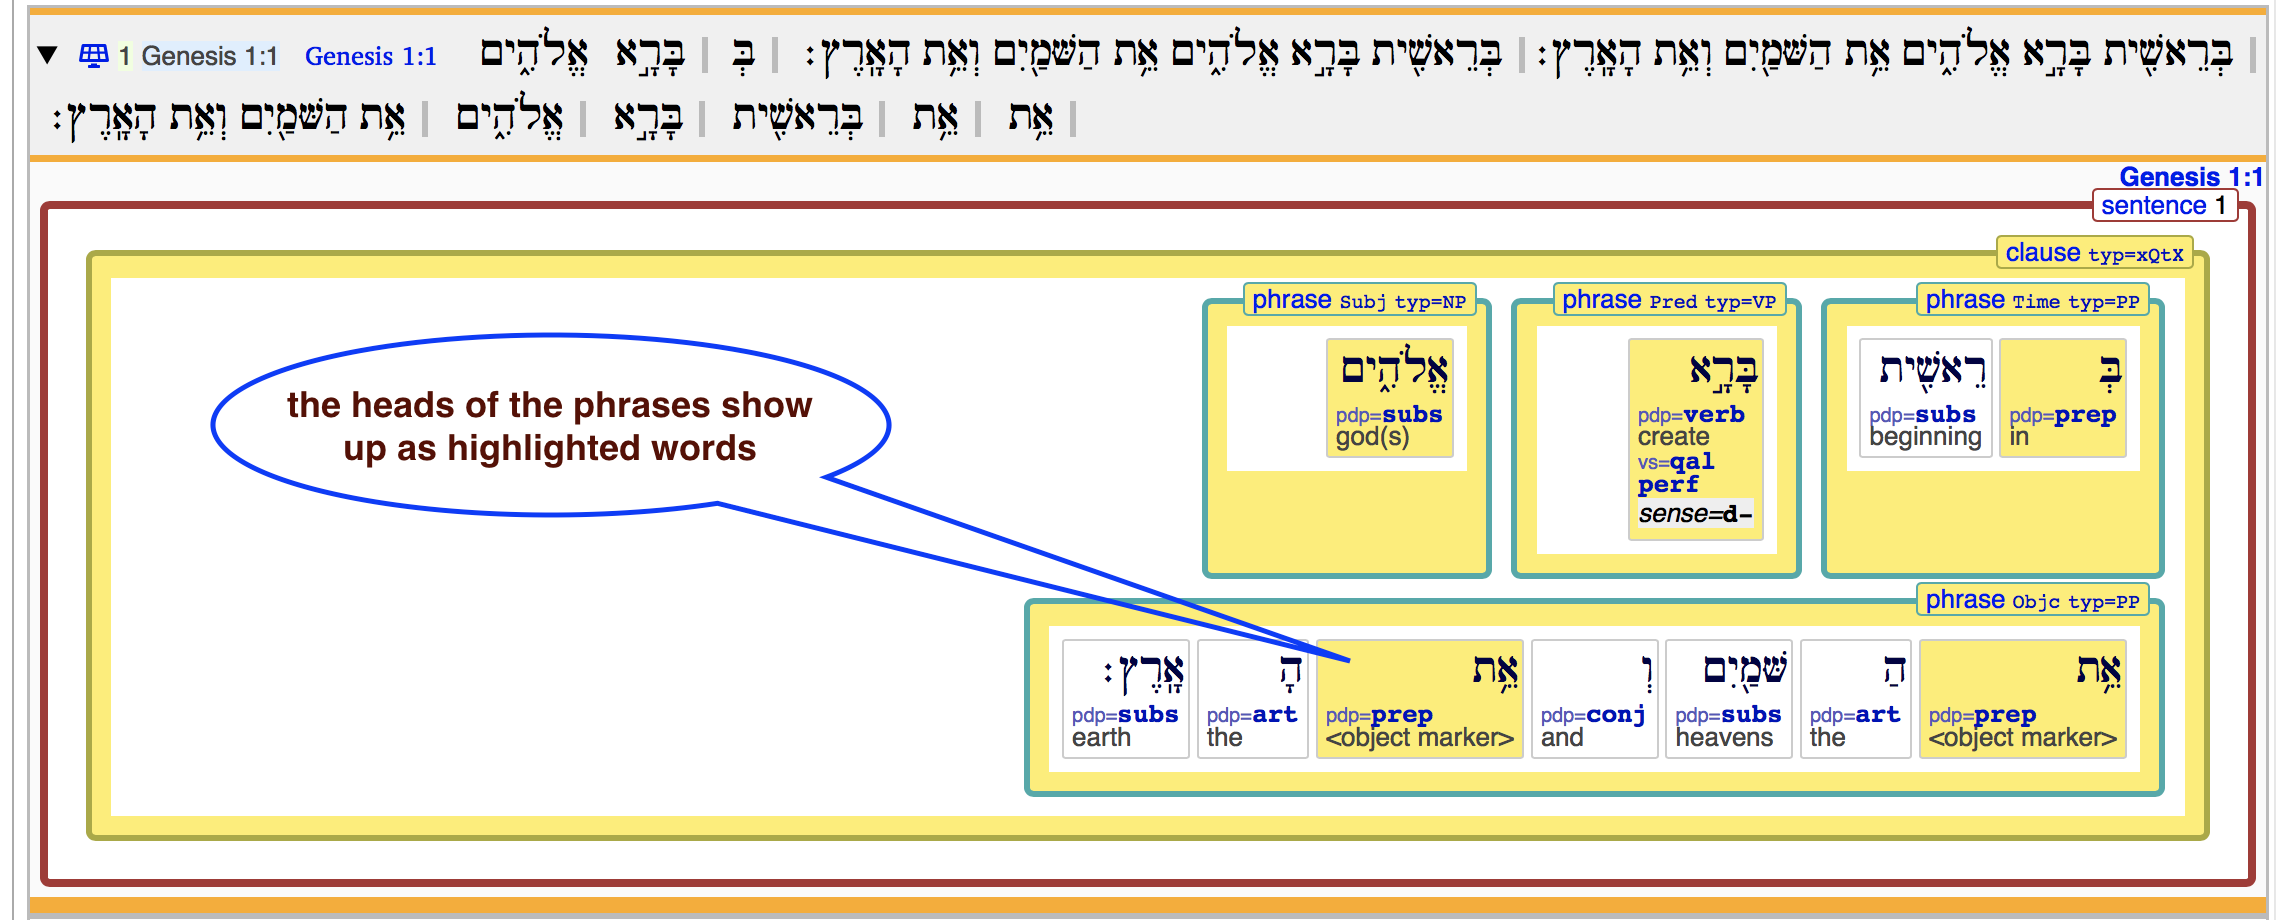 ▼ 1 Genesis 1:1 Genesis 1:1 בְּרֵאשִׁ֖ית בָּרָ֣א אֱלֹהִ֑ים אֵ֥ת הַשָּׁמַ֖יִם וְאֵ֥ת הָאָֽרֶץ׃ | בְּרֵאשִׁ֖ית בָּרָ֣א אֱלֹהִ֑ים אֵ֥ת הַשָּׁמַ֖יִם וְאֵ֥ת הָאָֽרֶץ׃ | בְּ | בָּרָ֣א אֱלֹהִ֑ים |
אֵ֥ת | אֵ֥ת | בְּרֵאשִׁ֖ית | בָּרָ֣א | אֱלֹהִ֑ים | אֵ֥ת הַשָּׁמַ֖יִם וְאֵ֥ת הָאָֽרֶץ׃ |
Genesis 1:1
sentence 1
clause typ=xQtX
phrase Time typ=PP
בְּ
pdp=prep
in
רֵאשִׁ֖ית
pdp=subs
beginning
phrase Pred typ=VP
בָּרָ֣א
pdp=verb
create
vs=qal
perf
sense=d-
phrase Subj typ=NP
אֱלֹהִ֑ים
pdp=subs
god(s)
phrase Objc typ=PP
אֵ֥ת
pdp=prep
<object marker>
הַ
pdp=art
the
שָּׁמַ֖יִם
pdp=subs
heavens
וְ
pdp=conj
and
אֵ֥ת
pdp=prep
<object marker>
הָ
pdp=art
the
אָֽרֶץ׃
pdp=subs
earth
the heads of the phrases show
up as highlighted words